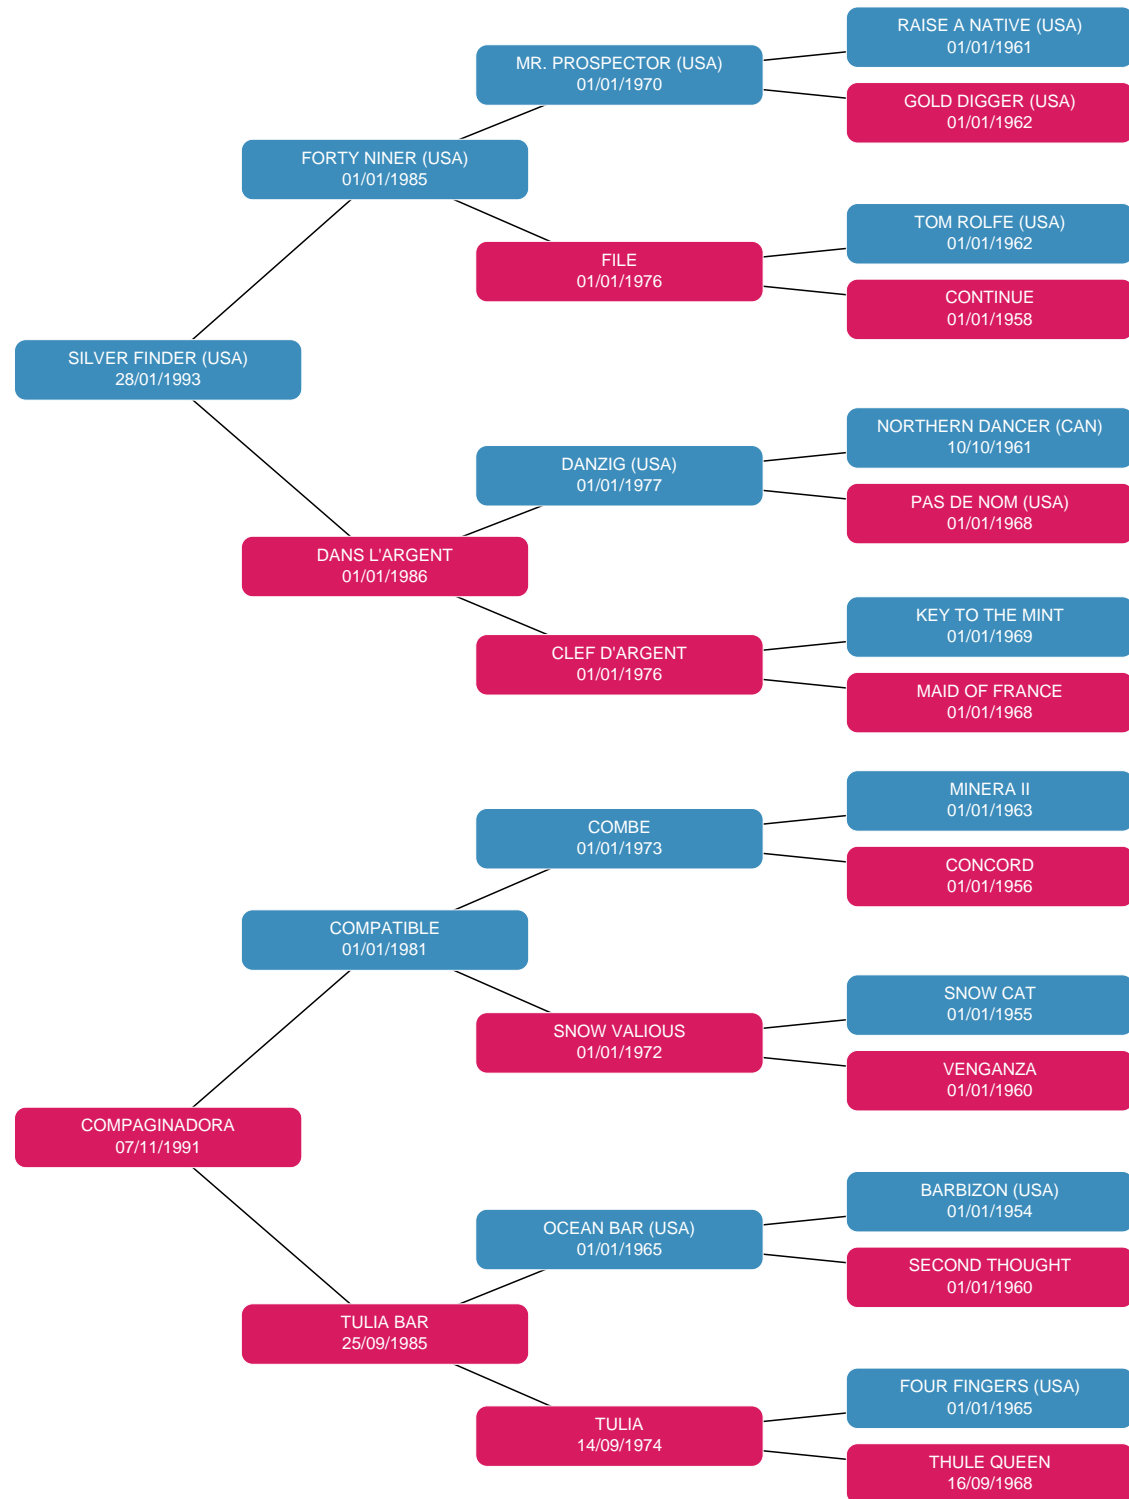 RAISE A NATIVE (USA)
01/01/1961
MR. PROSPECTOR (USA)
01/01/1970
GOLD DIGGER (USA)
01/01/1962
FORTY NINER (USA)
01/01/1985
TOM ROLFE (USA)
01/01/1962
FILE
01/01/1976
CONTINUE
01/01/1958
SILVER FINDER (USA)
28/01/1993
NORTHERN DANCER (CAN)
10/10/1961
DANZIG (USA)
01/01/1977
PAS DE NOM (USA)
01/01/1968
DANS L'ARGENT
01/01/1986
KEY TO THE MINT
01/01/1969
CLEF D'ARGENT
01/01/1976
MAID OF FRANCE
01/01/1968
MINERA II
01/01/1963
COMBE
01/01/1973
CONCORD
01/01/1956
COMPATIBLE
01/01/1981
SNOW CAT
01/01/1955
SNOW VALIOUS
01/01/1972
VENGANZA
01/01/1960
COMPAGINADORA
07/11/1991
BARBIZON (USA)
01/01/1954
OCEAN BAR (USA)
01/01/1965
SECOND THOUGHT
01/01/1960
TULIA BAR
25/09/1985
FOUR FINGERS (USA)
01/01/1965
TULIA
14/09/1974
THULE QUEEN
16/09/1968